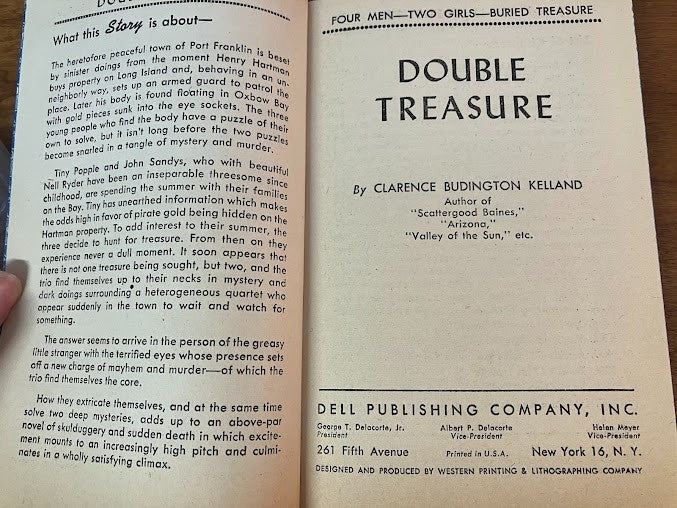 What this Story is about—
The heretofore peaceful town of Port Franklin is beset
by sinister doings from the moment Henry Hartman
buys property on Long Island and, behaving in an un-
neighborly way, sets up an armed guard to patrol the
place. Later his body is found floating in Oxbow Bay
with gold pieces sunk into the eye sockets. The three
young people who find the body have a puzzle of their
own to solve, but it isn't long before the two puzzles
become snarled in a tangle of mystery and murder.
Tiny Popple and John Sandys, who with beautiful
Nell Ryder have been an inseparable threesome since
childhood, are spending the summer with their families
on the Bay. Tiny has unearthed information which makes
the odds high in favor of pirate gold being hidden on the
Hartman property. To add interest to their summer, the
three decide to hunt for treasure. From then on they
experience never a dull moment. It soon appears that
there is not one treasure being sought, but two, and the
trio find themselves up to their necks in mystery and
dark doings surrounding a heterogeneous quartet who
appear suddenly in the town to wait and watch for
something.
The answer seems to arrive in the person of the greasy
little stranger with the terrified eyes whose presence sets
off a new charge of mayhem and murder—of which the
trio find themselves the core.
How they extricate themselves, and at the same time
solve two deep mysteries, adds up to an above-par
novel of skulduggery and sudden death in which excite-
ment mounts to an increasingly high pitch and culmi-
nates in a wholly satisfying climax.
FOUR MEN—TWO GIRLS—BURIED TREASURE
DOUBLE
TREASURE
By CLARENCE BUDINGTON KELLAND
Author of
"Scattergood Baines,"
"Arizona,"
"Valley of the Sun," etc.
DELL PUBLISHING COMPANY, INC.
George T. Delacorte, Jr. Albert P. Delacorte Helen Meyer
President Vice-President Vice-President
261 Fifth Avenue Printed in U.S.A. New York 16, N. Y.
DESIGNED AND PRODUCED BY WESTERN PRINTING & LITHOGRAPHING COMPANY